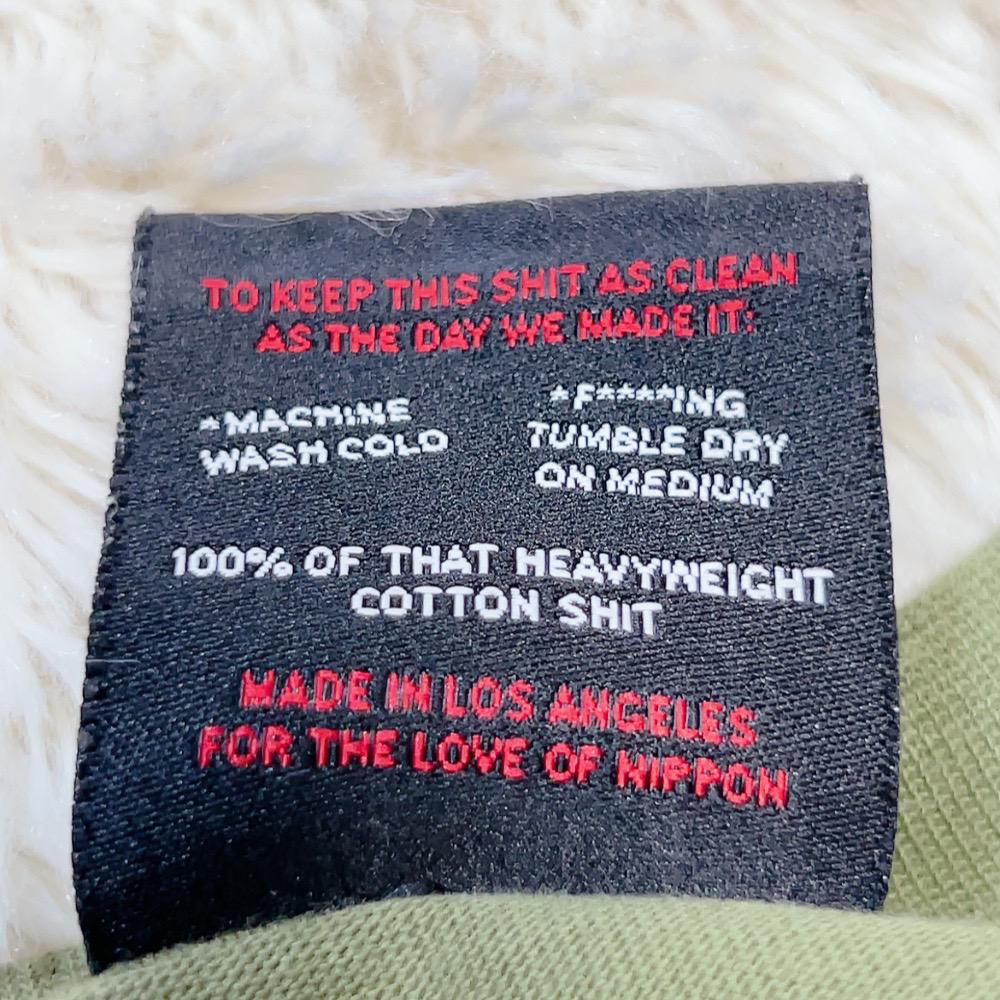 TO KEEP THIS SHIT AS CLEAN
AS THE DAY WE MADE IT:
*MACHINE
WASH COLD
*F*****ING
TUMBLE DRY
ON MEDIUM
100% OF THAT HEAVYWEIGHT
COTTON SHIT
MADE IN LOS ANGELES
FOR THE LOVE OF NIPPON